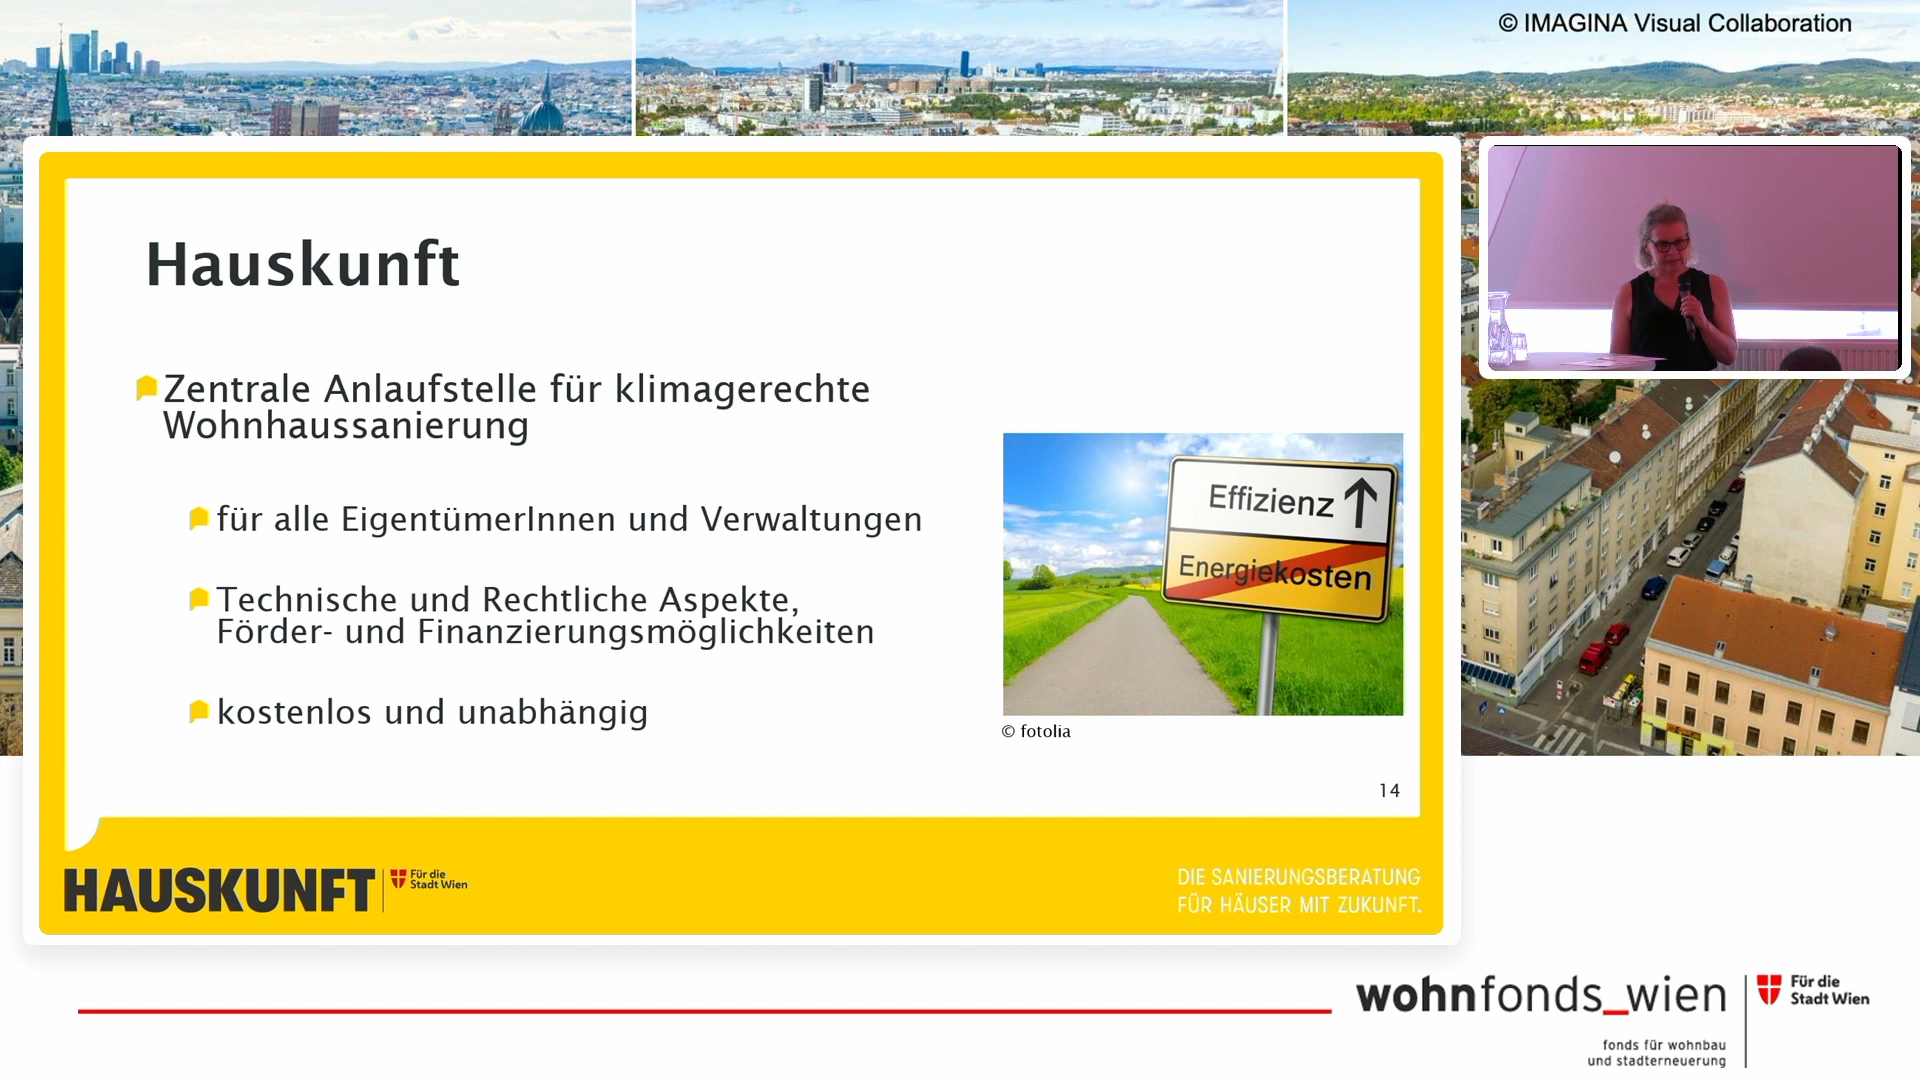 © IMAGINA Visual Collaboration
Hauskunft
Zentrale Anlaufstelle für klimagerechte
Wohnhaussanierung
für alle EigentümerInnen und Verwaltungen
Technische und Rechtliche Aspekte,
Förder- und Finanzierungsmöglichkeiten
kostenlos und unabhängig
Effizienz
Energiekosten
© fotolia
14
HAUSKUNFT
Für die
Stadt Wien
DIE SANIERUNGSBERATUNG
FÜR HÄUSER MIT ZUKUNFT.
wohnfonds_wien
fonds für wohnbau
und stadterneuerung
Für die
Stadt Wien